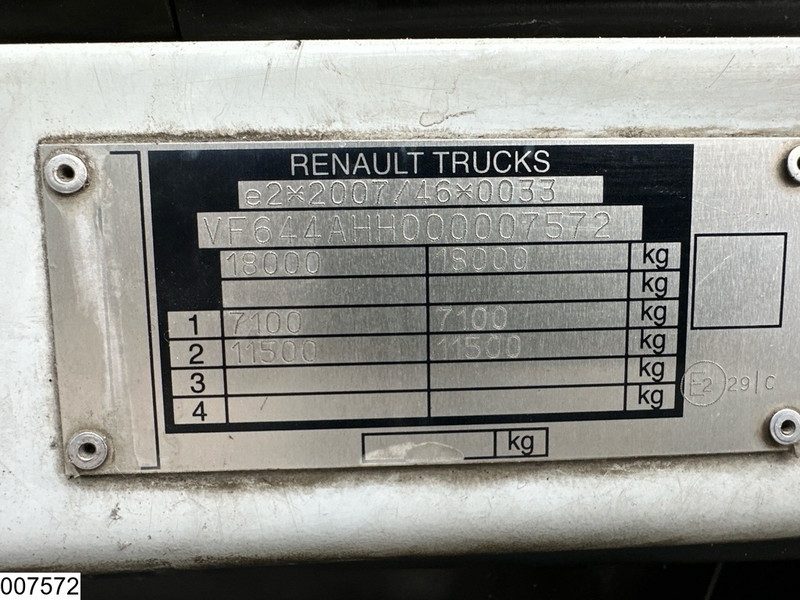 RENAULT TRUCKS
e2*2007/46*0033
VF644AHH000007572
18000 18000 kg
kg
1 7100 7100 kg
2 11500 11500 kg
3 kg
4 kg
E2 29|C
kg
007572